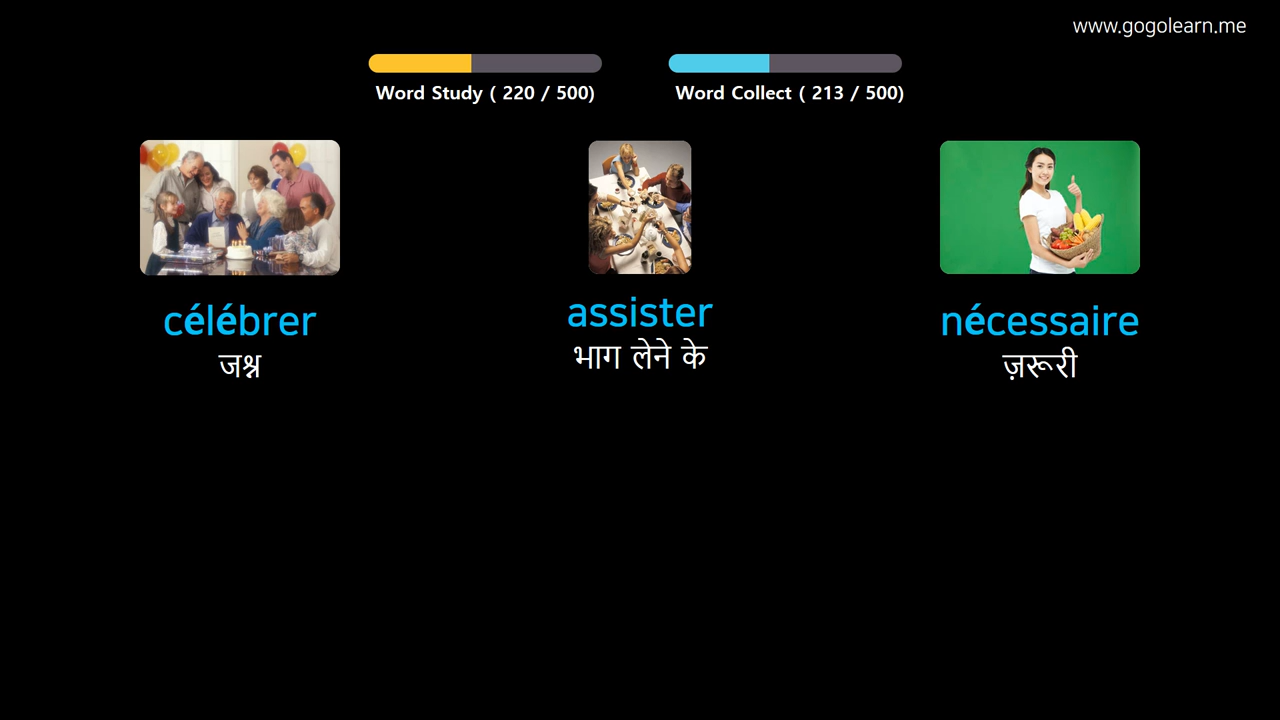 www.gogolearn.me
Word Study ( 220 / 500)
Word Collect ( 213 / 500)
célébrer
जश्न
assister
भाग लेने के
nécessaire
ज़रूरी